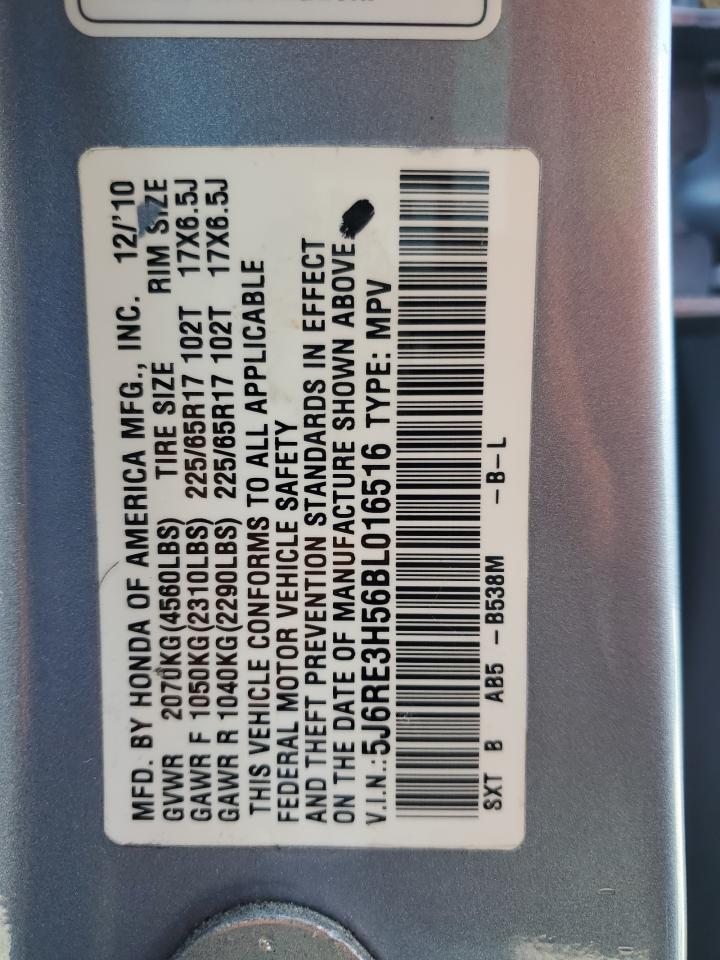 MFD. BY HONDA OF AMERICA MFG., INC. 12/'10
GVWR 2070KG(4560LBS) TIRE SIZE RIM SIZE
GAWR F 1050KG(2310LBS) 225/65R17 102T 17X6.5J
GAWR R 1040KG(2290LBS) 225/65R17 102T 17X6.5J
THIS VEHICLE CONFORMS TO ALL APPLICABLE
FEDERAL MOTOR VEHICLE SAFETY
AND THEFT PREVENTION STANDARDS IN EFFECT
ON THE DATE OF MANUFACTURE SHOWN ABOVE.
V.I.N.:5J6RE3H56BL016516 TYPE: MPV
SXT B AB5 -B538M -B-L